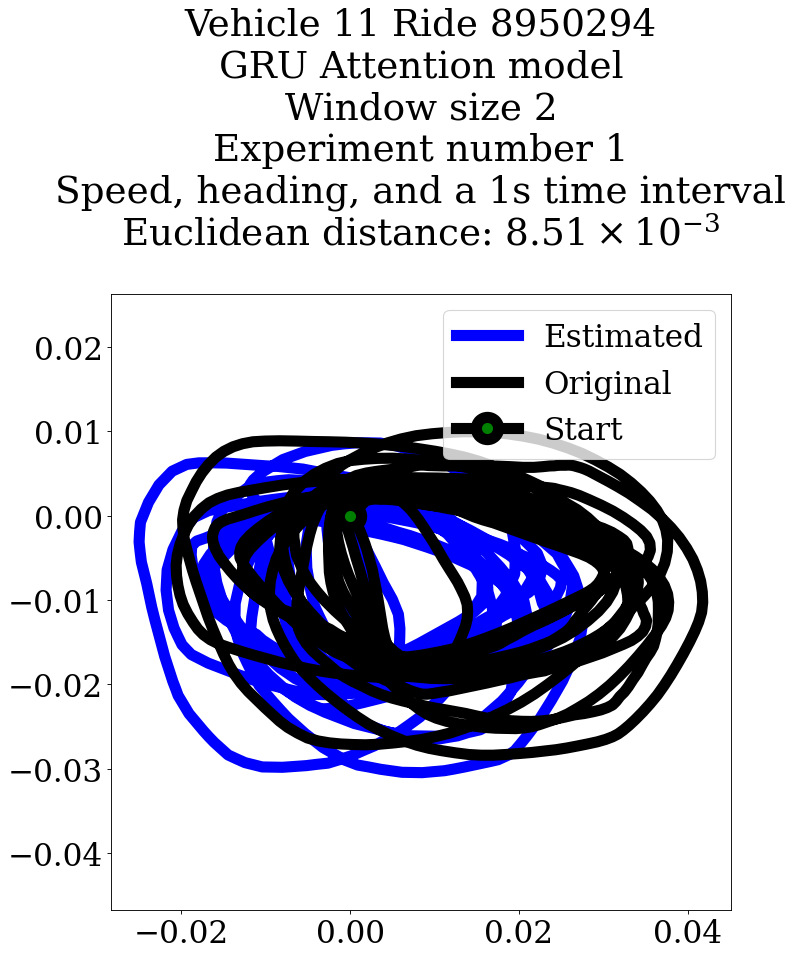 Vehicle 11 Ride 8950294
GRU Attention model
Window size 2
Experiment number 1
Speed, heading, and a 1s time interval
Euclidean distance: 8.51 × 10⁻³
Estimated
Original
Start
0.02
0.01
0.00
−0.01
−0.02
−0.03
−0.04
−0.02 0.00 0.02 0.04